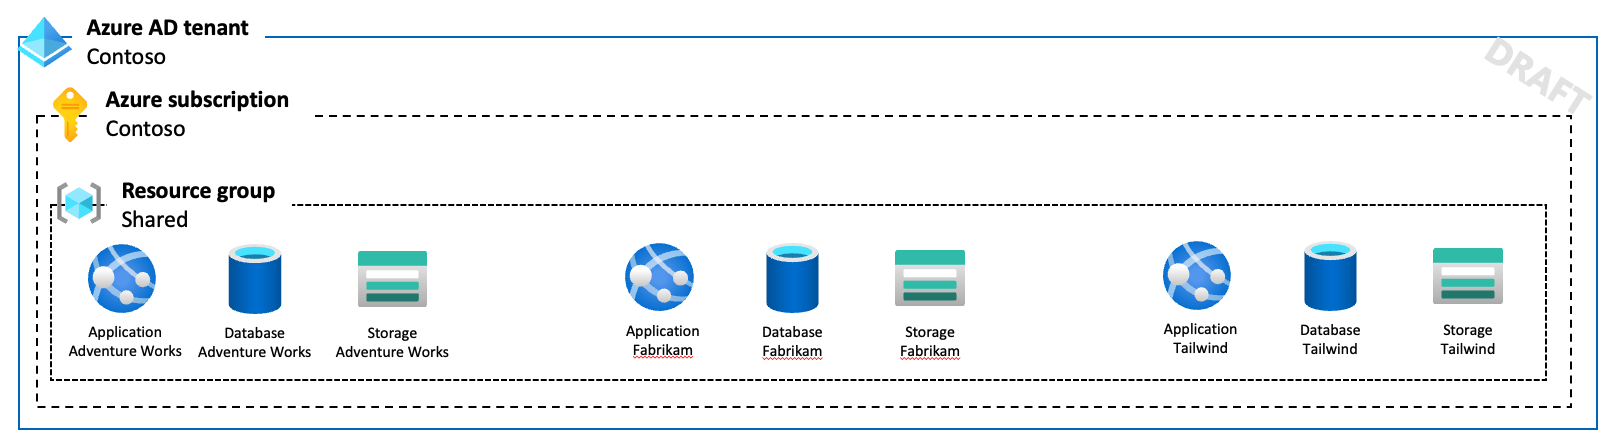 Azure AD tenant
Contoso
DRAFT
Azure subscription
Contoso
Resource group
Shared
Application
Adventure Works
Database
Adventure Works
Storage
Adventure Works
Application
Fabrikam
Database
Fabrikam
Storage
Fabrikam
Application
Tailwind
Database
Tailwind
Storage
Tailwind